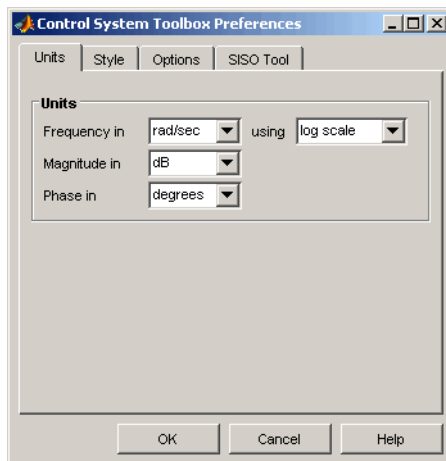 Control System Toolbox Preferences
Units Style Options SISO Tool
Units
Frequency in rad/sec using log scale
Magnitude in dB
Phase in degrees
OK Cancel Help